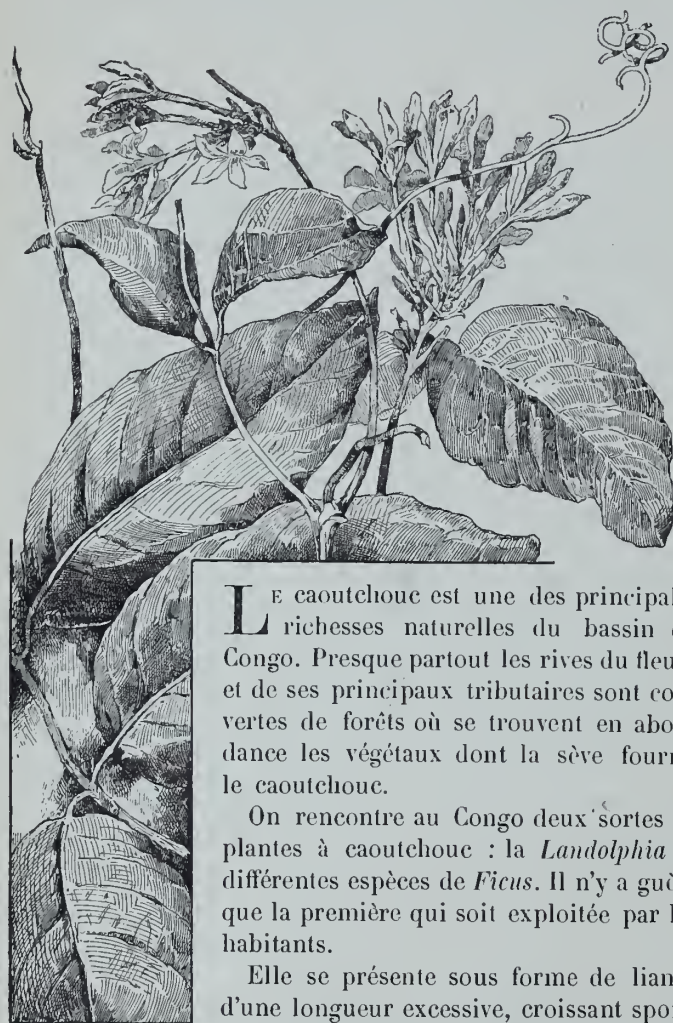 LE caoutchouc est une des principal
richesses naturelles du bassin
Congo. Presque partout les rives du fleu
et de ses principaux tributaires sont co
vertes de forêts où se trouvent en abo
dance les végétaux dont la sève four
le caoutchouc.
On rencontre au Congo deux sortes
plantes à caoutchouc : la Landolphia
différentes espèces de Ficus. Il n'y a guè
que la première qui soit exploitée par l
habitants.
Elle se présente sous forme de lian
d'une longueur excessive, croissant spo